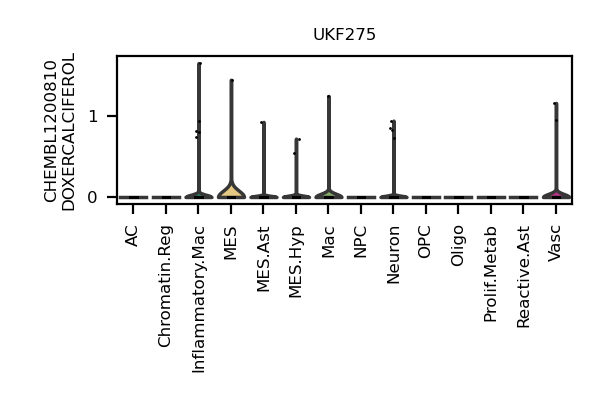 UKF275
CHEMBL1200810
DOXERCALCIFEROL
1
0
AC
Chromatin.Reg
Inflammatory.Mac
MES
MES.Ast
MES.Hyp
Mac
NPC
Neuron
OPC
Oligo
Prolif.Metab
Reactive.Ast
Vasc